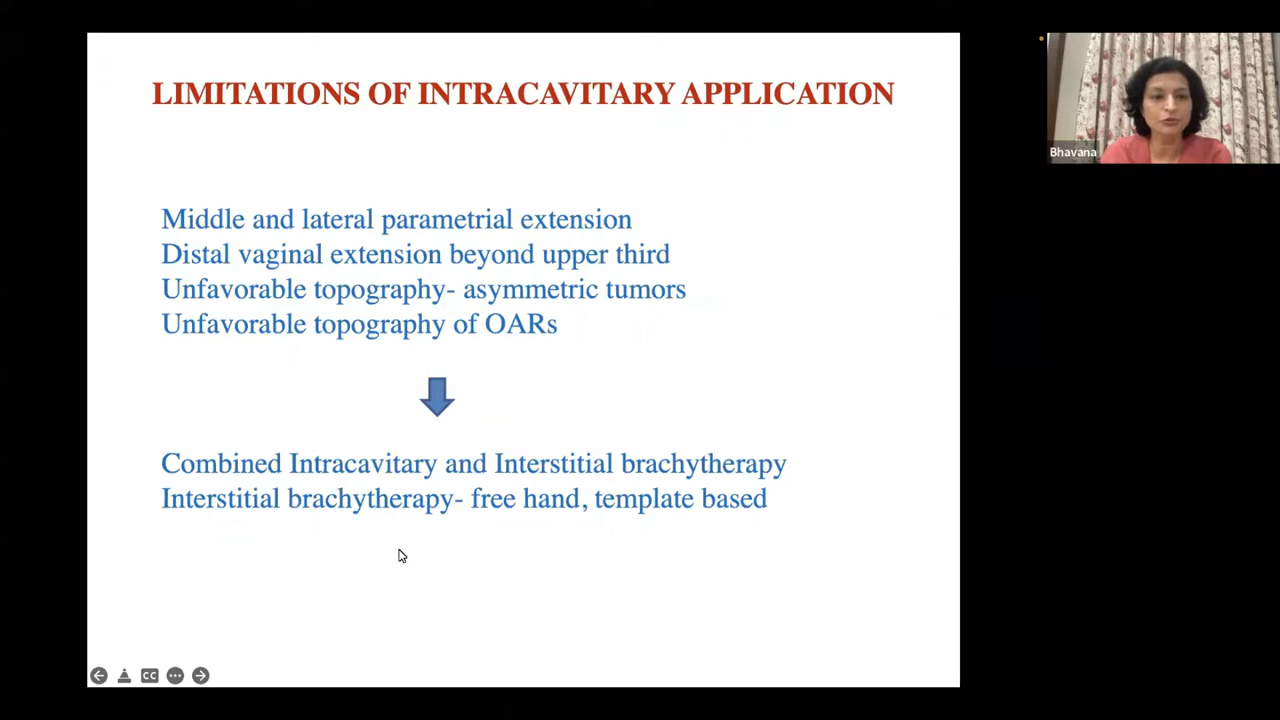 LIMITATIONS OF INTRACAVITARY APPLICATION
Bhavana
Middle and lateral parametrial extension
Distal vaginal extension beyond upper third
Unfavorable topography- asymmetric tumors
Unfavorable topography of OARs
Combined Intracavitary and Interstitial brachytherapy
Interstitial brachytherapy- free hand, template based
CC